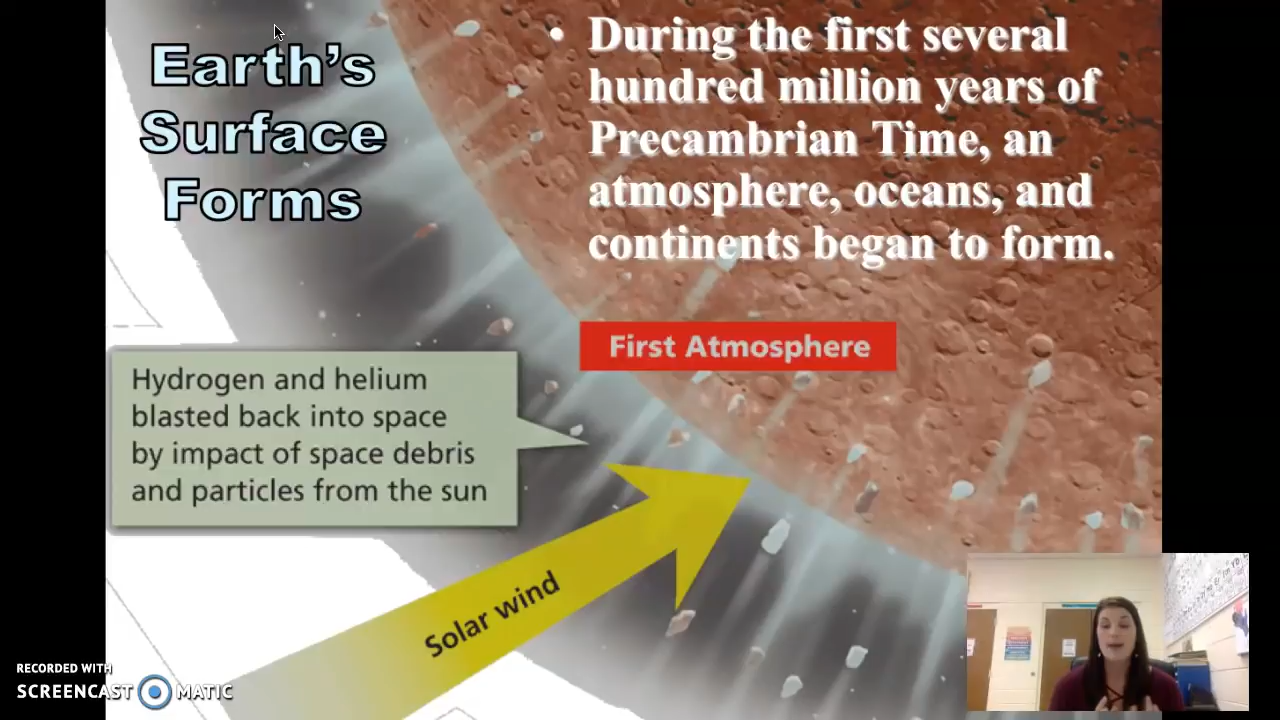 Earth's
Surface
Forms
• During the first several
hundred million years of
Precambrian Time, an
atmosphere, oceans, and
continents began to form.
First Atmosphere
Hydrogen and helium
blasted back into space
by impact of space debris
and particles from the sun
Solar wind
RECORDED WITH
SCREENCAST MATIC